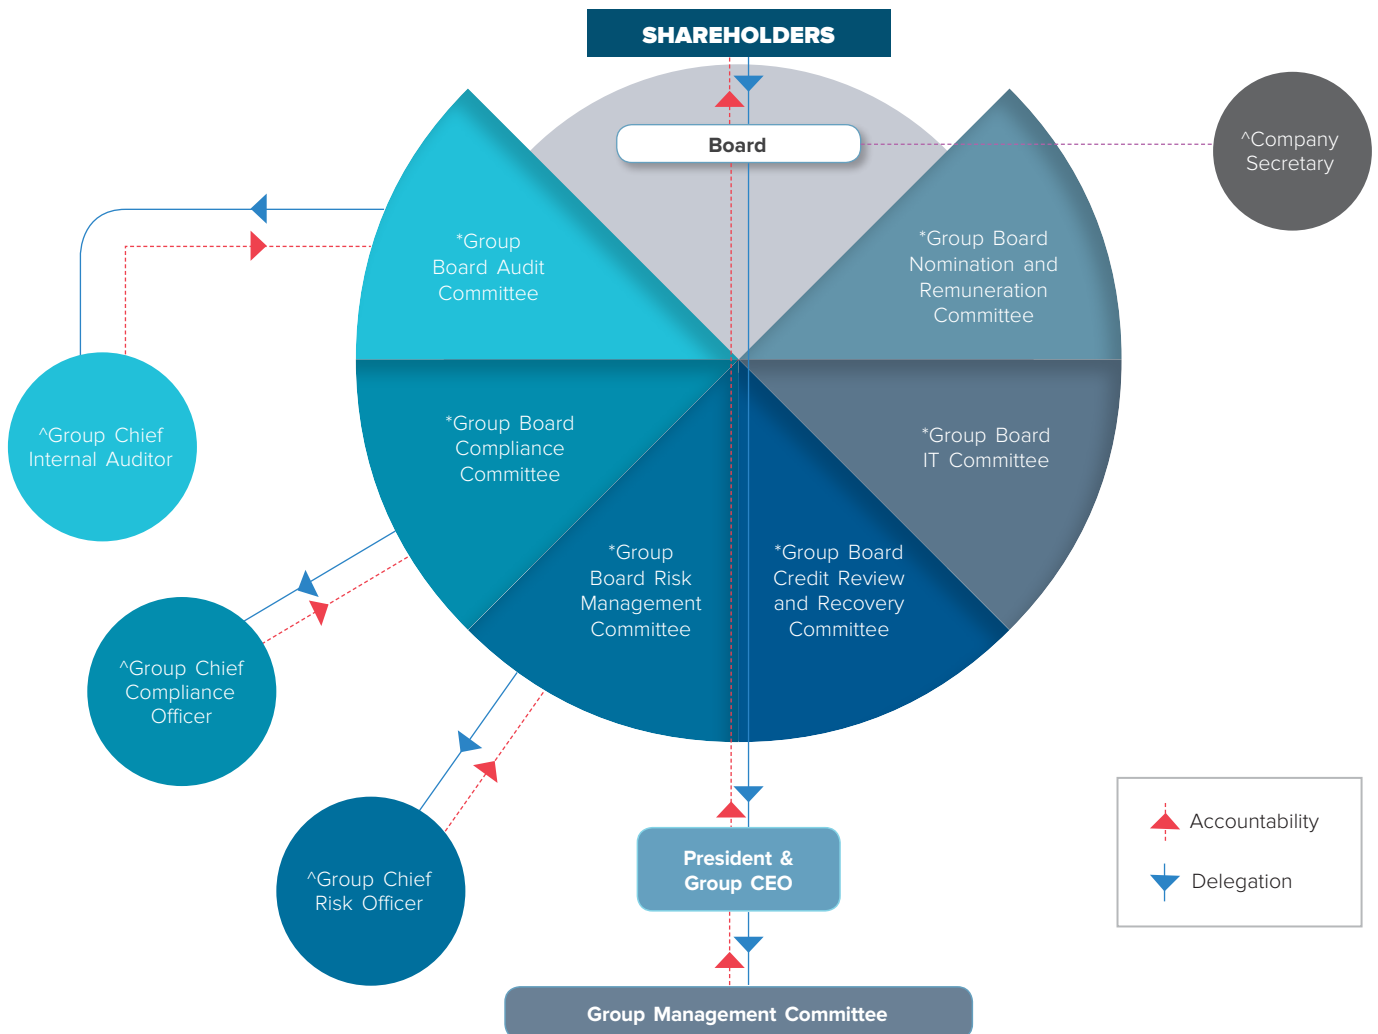 SHAREHOLDERS
Board
^Company
Secretary
*Group
Board Audit
Committee
*Group Board
Nomination and
Remuneration
Committee
^Group Chief
Internal Auditor
*Group Board
Compliance
Committee
*Group Board
IT Committee
*Group
Board Risk
Management
Committee
*Group Board
Credit Review
and Recovery
Committee
^Group Chief
Compliance
Officer
^Group Chief
Risk Officer
President &
Group CEO
Accountability
Delegation
Group Management Committee